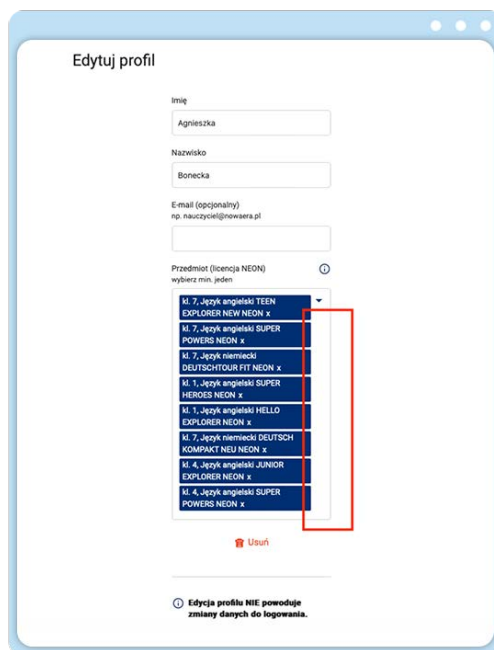 Edytuj profil
Imię
Agnieszka
Nazwisko
Bonecka
E-mail (opcjonalny)
np. nauczyciel@nowaera.pl
Przedmiot (licencja NEON)
wybierz min. jeden
kl. 7, Język angielski TEEN
EXPLORER NEW NEON x
kl. 7, Język angielski SUPER
POWERS NEON x
kl. 7, Język niemiecki
DEUTSCHTOUR FIT NEON x
kl. 1, Język angielski SUPER
HEROES NEON x
kl. 1, Język angielski HELLO
EXPLORER NEON x
kl. 7, Język niemiecki DEUTSCH
KOMPAKT NEU NEON x
kl. 4, Język angielski JUNIOR
EXPLORER NEON x
kl. 4, Język angielski SUPER
POWERS NEON x
Usuń
Edycja profilu NIE powoduje
zmiany danych do logowania.